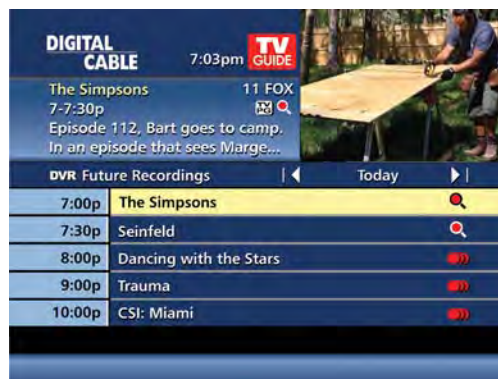 DIGITAL
CABLE
7:03pm
TV
GUIDE
The Simpsons 11 FOX
7-7:30p TV PG
Episode 112, Bart goes to camp.
In an episode that sees Marge...
DVR Future Recordings Today
7:00p The Simpsons
7:30p Seinfeld
8:00p Dancing with the Stars
9:00p Trauma
10:00p CSI: Miami